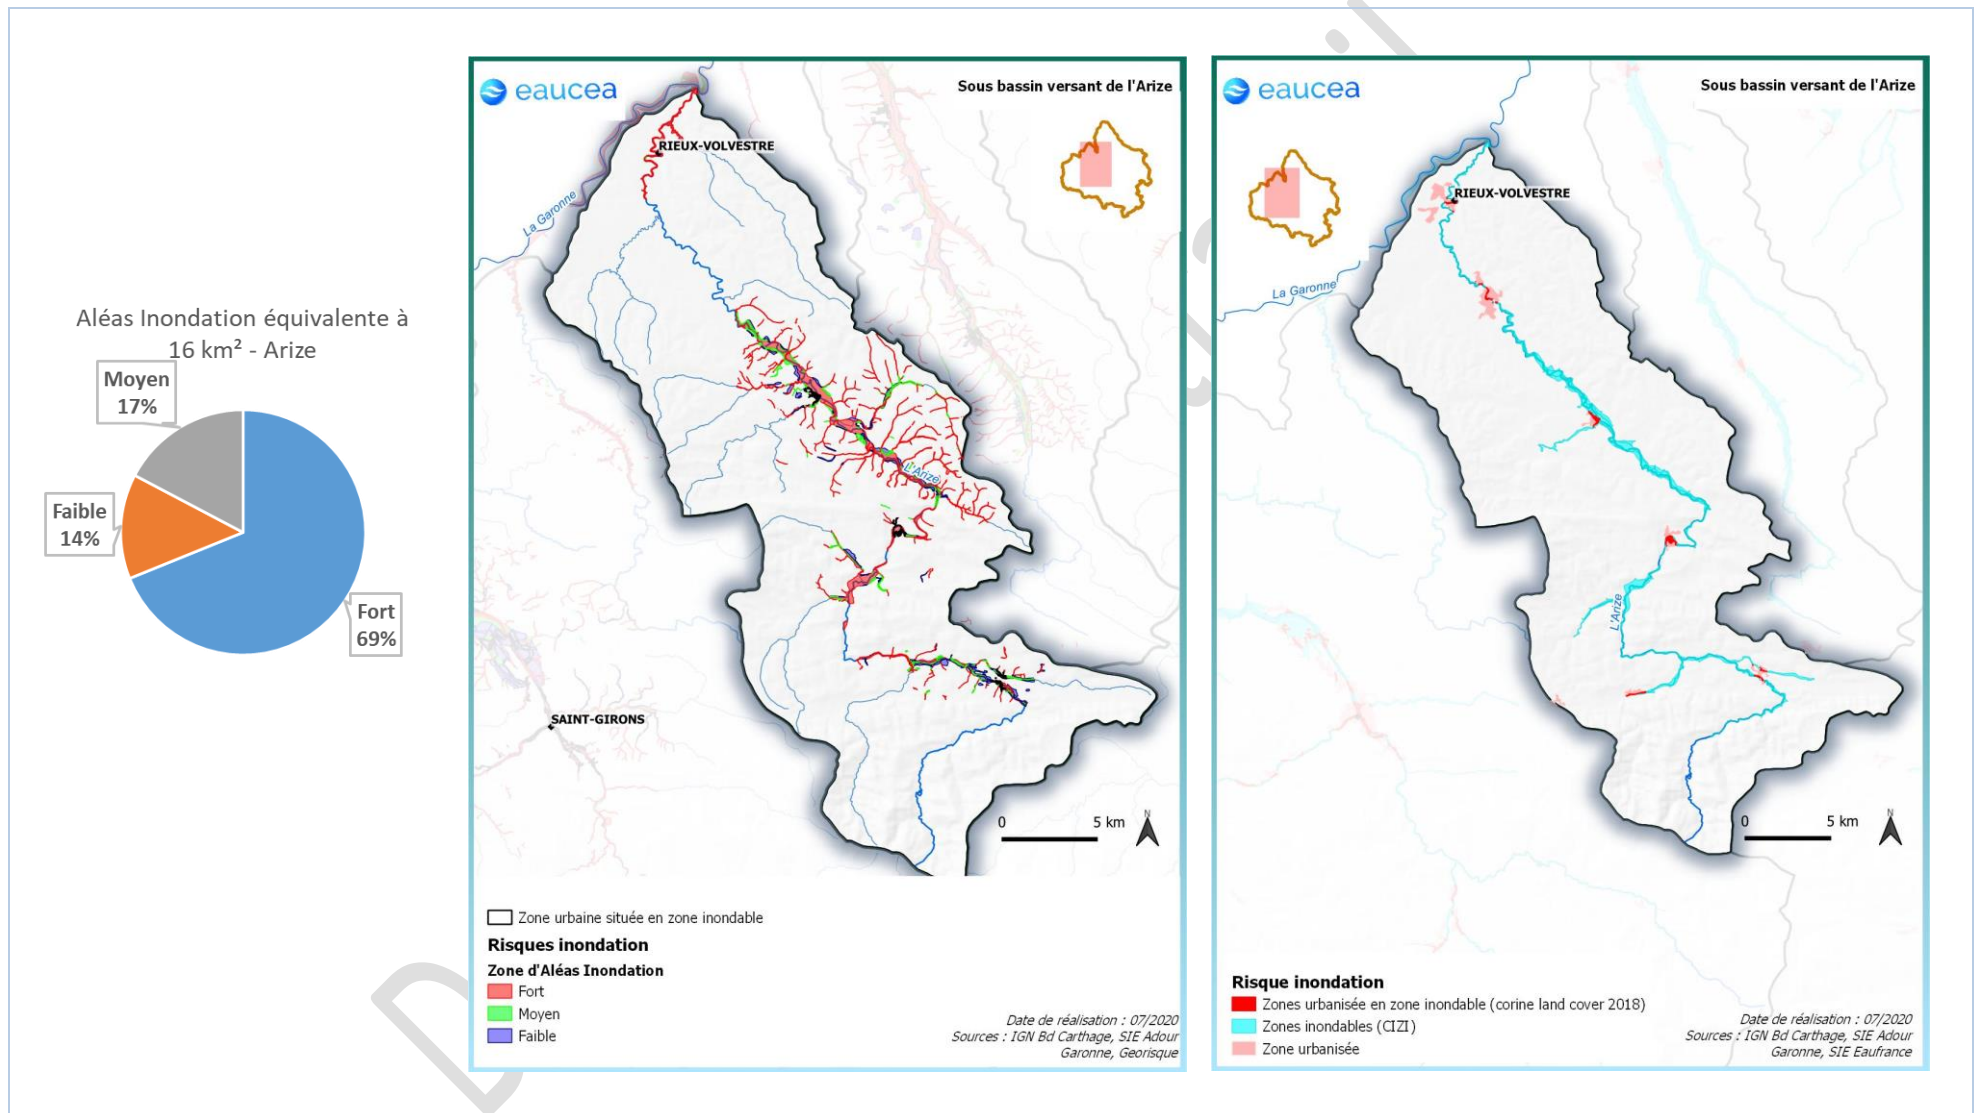 Aléas Inondation équivalente à
16 km² - Arize
Moyen
17%
Faible
14%
Fort
69%
eaucea
Sous bassin versant de l'Arize
RIEUX-VOLVESTRE
La Garonne
L'Arize
SAINT-GIRONS
0 5 km
N
Zone urbaine située en zone inondable
Risques inondation
Zone d'Aléas Inondation
Fort
Moyen
Faible
Date de réalisation : 07/2020
Sources : IGN Bd Carthage, SIE Adour
Garonne, Georisque
eaucea
Sous bassin versant de l'Arize
RIEUX-VOLVESTRE
La Garonne
L'Arize
0 5 km
N
Risque inondation
Zones urbanisée en zone inondable (corine land cover 2018)
Zones inondables (CIZI)
Zone urbanisée
Date de réalisation : 07/2020
Sources : IGN Bd Carthage, SIE Adour
Garonne, SIE Eaufrance